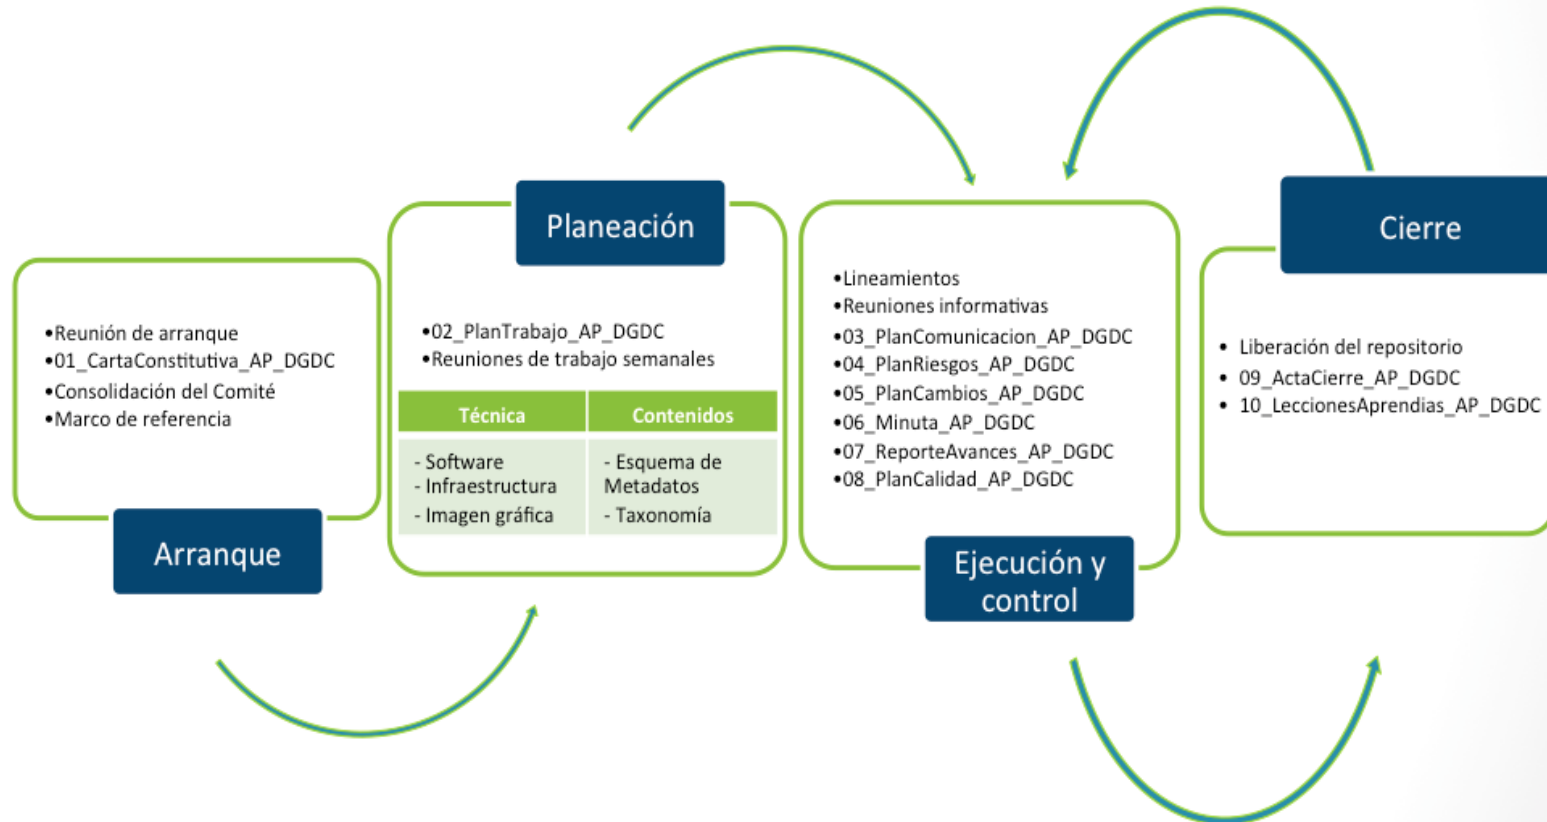 •Reunión de arranque
•01_CartaConstitutiva_AP_DGDC
•Consolidación del Comité
•Marco de referencia
Arranque
Planeación
•02_PlanTrabajo_AP_DGDC
•Reuniones de trabajo semanales
Técnica
- Software
- Infraestructura
- Imagen gráfica
Contenidos
- Esquema de
Metadatos
- Taxonomía
•Lineamientos
•Reuniones informativas
•03_PlanComunicacion_AP_DGDC
•04_PlanRiesgos_AP_DGDC
•05_PlanCambios_AP_DGDC
•06_Minuta_AP_DGDC
•07_ReporteAvances_AP_DGDC
•08_PlanCalidad_AP_DGDC
Ejecución y
control
Cierre
• Liberación del repositorio
• 09_ActaCierre_AP_DGDC
• 10_LeccionesAprendias_AP_DGDC